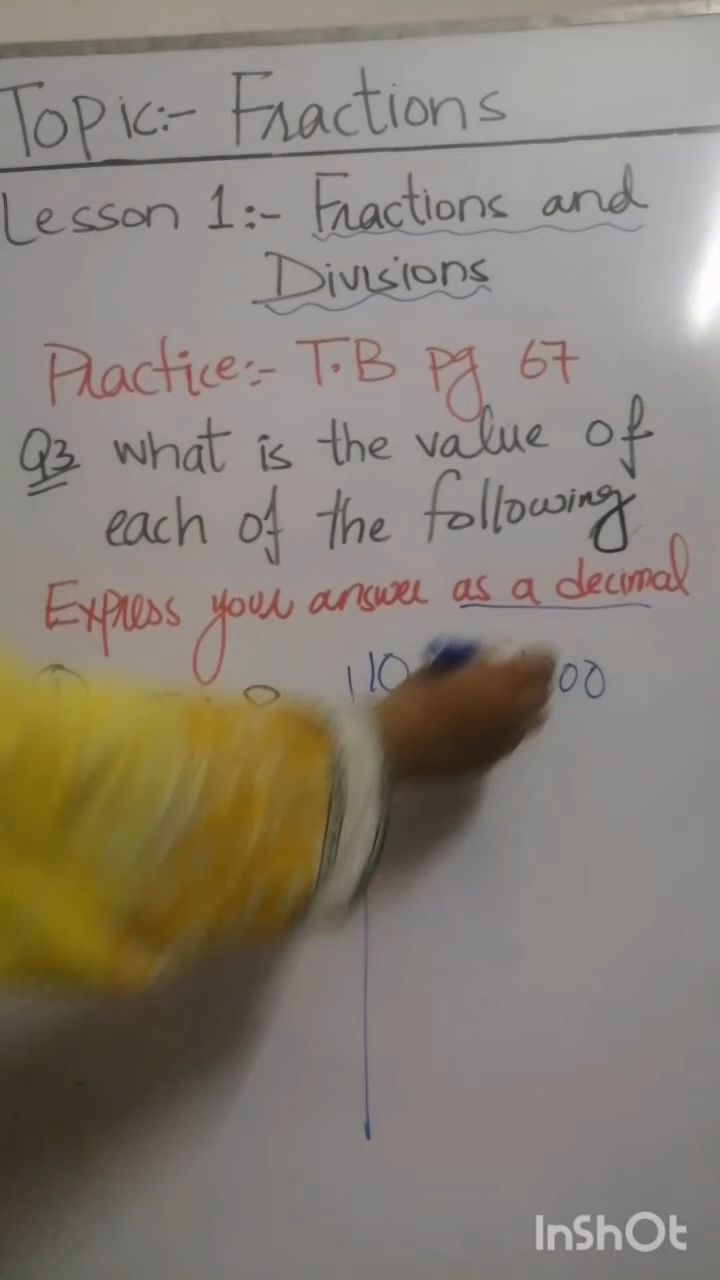 Topic:- Fractions
Lesson 1:- Fractions and
Divisions
Practice:- T.B pg 67
Q3 what is the value of
each of the following
Express your answer as a decimal
InShOt